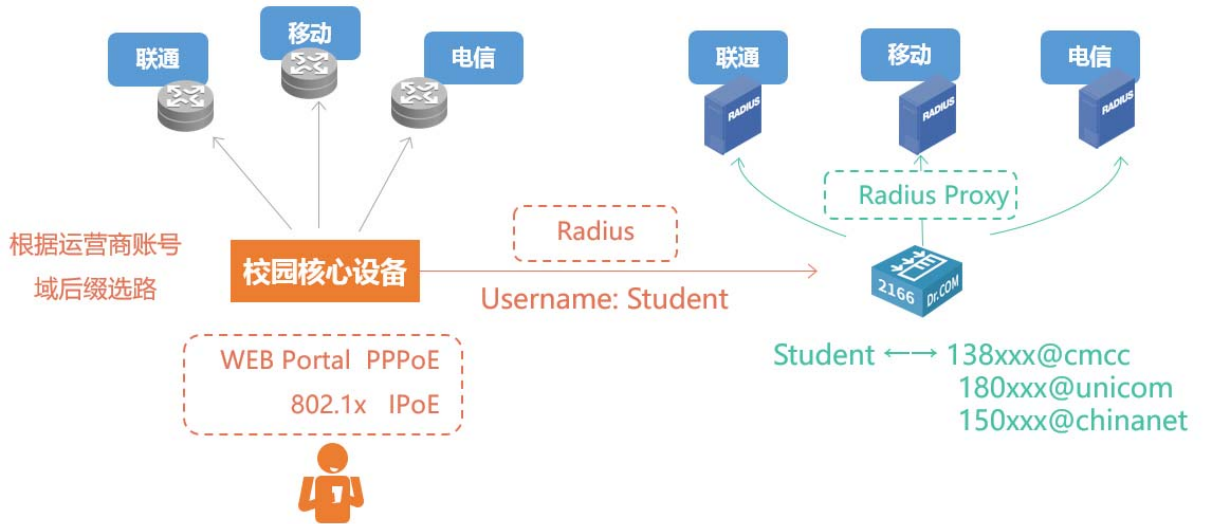 联通
移动
电信
联通
移动
电信
RADIUS
RADIUS
RADIUS
Radius Proxy
根据运营商账号
域后缀选路
校园核心设备
Radius
Username: Student
2166
Dr.COM
WEB Portal PPPoE
802.1x IPoE
Student ←→ 138xxx@cmcc
180xxx@unicom
150xxx@chinanet